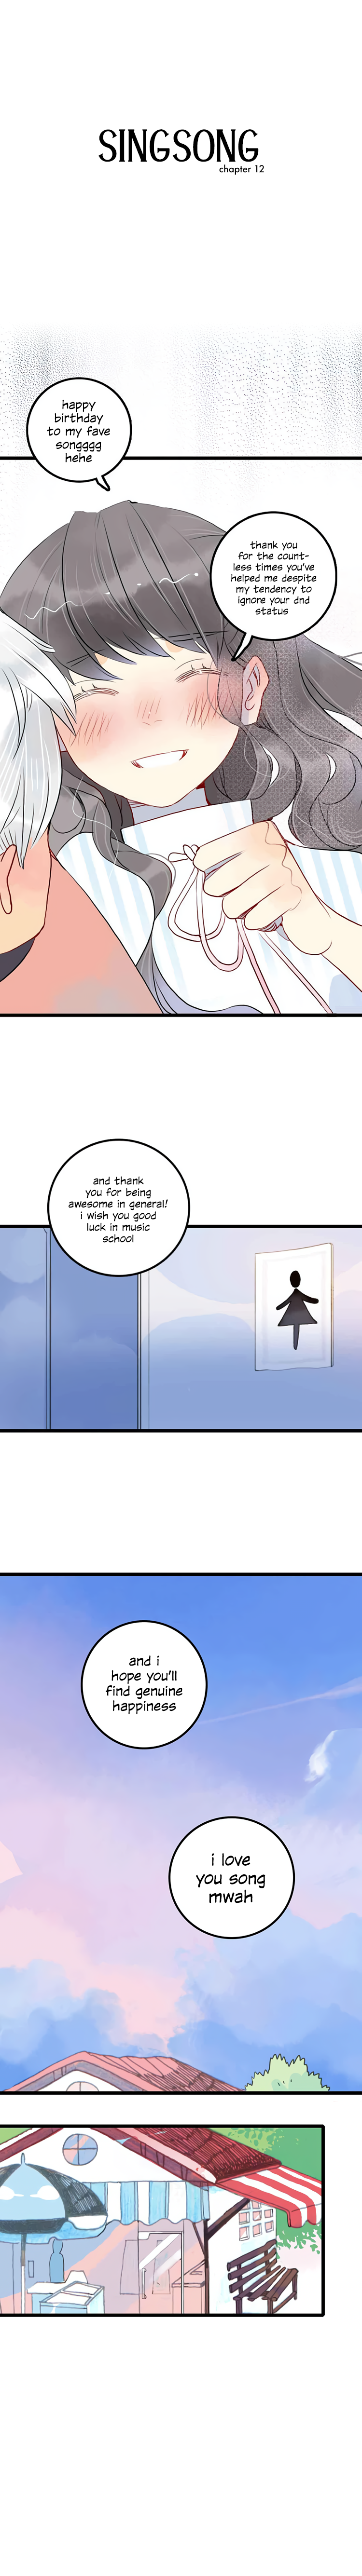 SINGSONG
chapter 12
happy
birthday
to my fave
songggg
hehe
thank you
for the count-
less times you've
helped me despite
my tendency to
ignore your dnd
status
and thank
you for being
awesome in general!
i wish you good
luck in music
school
and i
hope you'll
find genuine
happiness
i love
you song
mwah